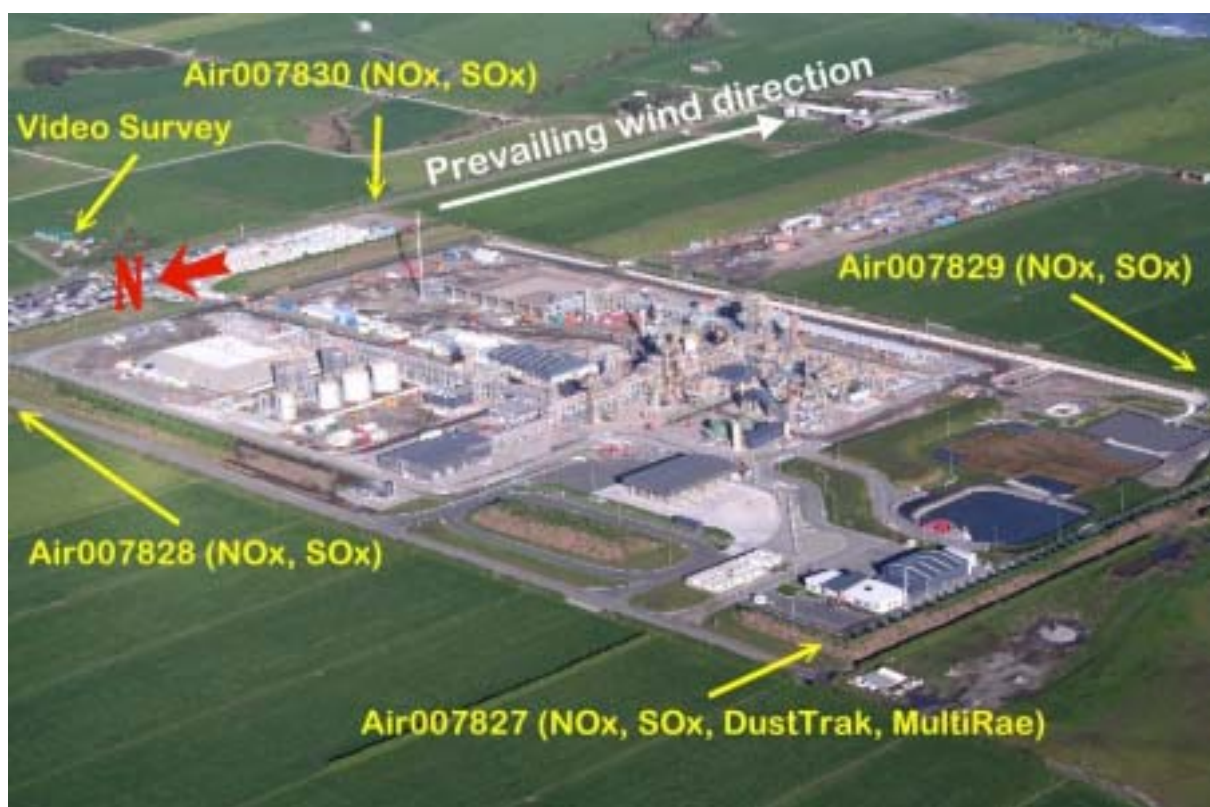 Air007830 (NOx, SOx)
Prevailing wind direction
Video Survey
N
Air007829 (NOx, SOx)
Air007828 (NOx, SOx)
Air007827 (NOx, SOx, DustTrak, MultiRae)